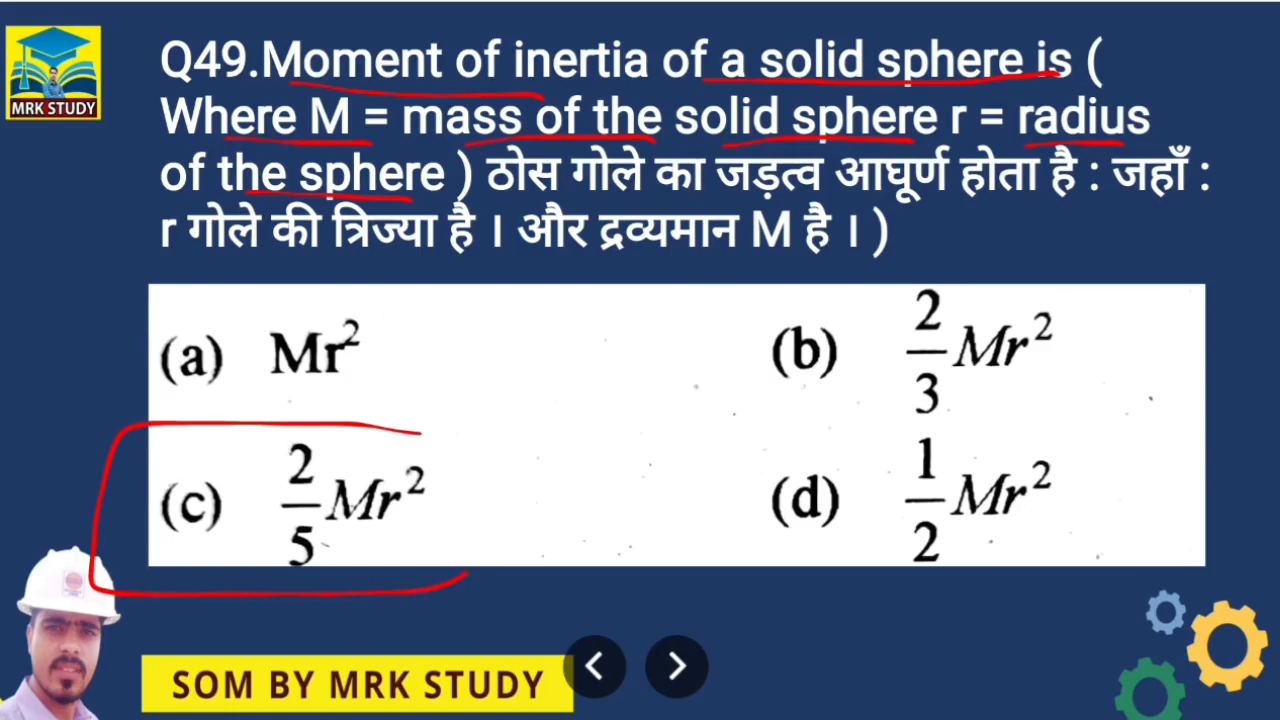 MRK STUDY
Q49.Moment of inertia of a solid sphere is (
Where M = mass of the solid sphere r = radius
of the sphere ) ठोस गोले का जड़त्व आघूर्ण होता है : जहाँ :
r गोले की त्रिज्या है । और द्रव्यमान M है । )
(a) Mr²
(b) 2/3 Mr²
(c) 2/5 Mr²
(d) 1/2 Mr²
SOM BY MRK STUDY